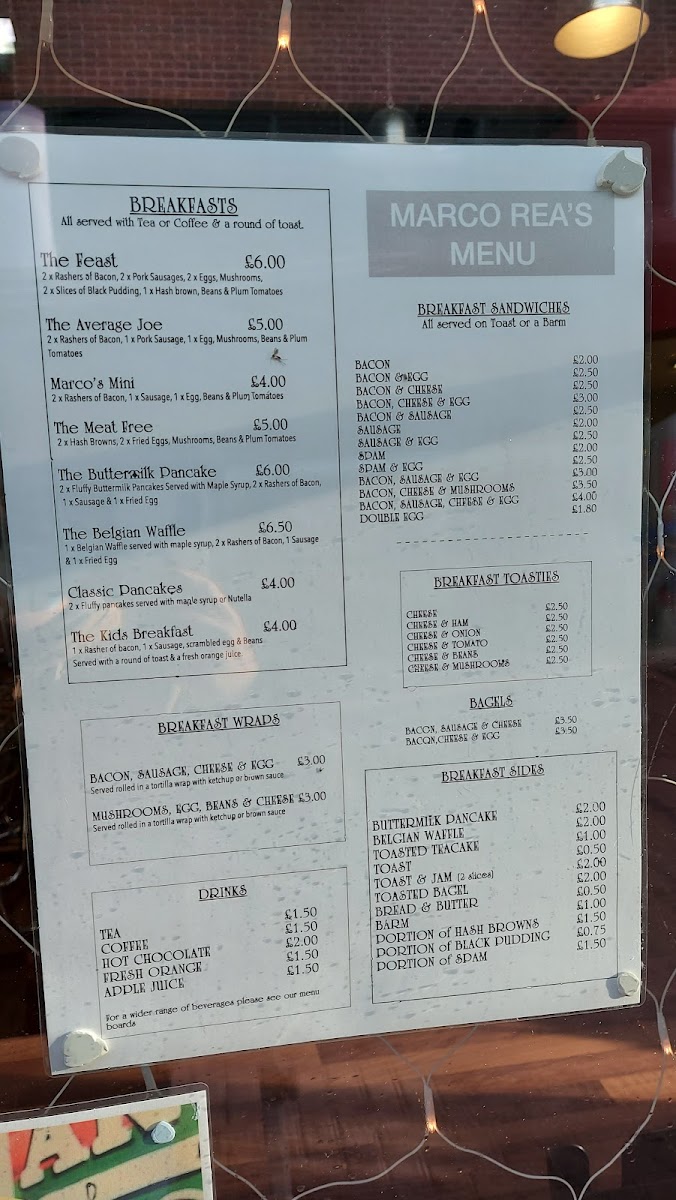 BREAKFASTS
All served with Tea or Coffee & a round of toast.
The Feast £6.00
2 x Rashers of Bacon, 2 x Pork Sausages, 2 x Eggs, Mushrooms,
2 x Slices of Black Pudding, 1 x Hash brown, Beans & Plum Tomatoes
The Average Joe £5.00
2 x Rashers of Bacon, 1 x Pork Sausage, 1 x Egg, Mushrooms, Beans & Plum
Tomatoes
Marco's Mini £4.00
2 x Rashers of Bacon, 1 x Sausage, 1 x Egg, Beans & Plum Tomatoes
The Meat Free £5.00
2 x Hash Browns, 2 x Fried Eggs, Mushrooms, Beans & Plum Tomatoes
The Buttermilk Pancake £6.00
2 x Fluffy Buttermilk Pancakes Served with Maple Syrup, 2 x Rashers of Bacon,
1 x Sausage & 1 x Fried Egg
The Belgian Waffle £6.50
1 x Belgian Waffle served with maple syrup, 2 x Rashers of Bacon, 1 Sausage
& 1 x Fried Egg
Classic Pancakes £4.00
2 x Fluffy pancakes served with maple syrup or Nutella
The Kids Breakfast £4.00
1 x Rasher of bacon, 1 x Sausage, scrambled egg & Beans
Served with a round of toast & a fresh orange juice
BREAKFAST WRAPS
BACON, SAUSAGE, CHEESE & EGG £3.00
Served rolled in a tortilla wrap with ketchup or brown sauce
MUSHROOMS, EGG, BEANS & CHEESE £3.00
Served rolled in a tortilla wrap with ketchup or brown sauce
DRINKS
TEA £1.50
COFFEE £1.50
HOT CHOCOLATE £2.00
FRESH ORANGE £1.50
APPLE JUICE £1.50
For a wider range of beverages please see our menu
boards
MARCO REA'S
MENU
BREAKFAST SANDWICHES
All served on Toast or a Barm
BACON £2.00
BACON & EGG £2.50
BACON & CHEESE £2.50
BACON, CHEESE & EGG £3.00
BACON & SAUSAGE £2.50
SAUSAGE £2.00
SAUSAGE & EGG £2.50
SPAM £2.00
SPAM & EGG £2.50
BACON, SAUSAGE & EGG £3.00
BACON, CHEESE & MUSHROOMS £3.50
BACON, SAUSAGE, CHEESE & EGG £4.00
DOUBLE EGG £1.80
BREAKFAST TOASTIES
CHEESE £2.50
CHEESE & HAM £2.50
CHEESE & ONION £2.50
CHEESE & TOMATO £2.50
CHEESE & BEANS £2.50
CHEESE & MUSHROOMS £2.50
BAGELS
BACON, SAUSAGE & CHEESE £3.50
BACON,CHEESE & EGG £3.50
BREAKFAST SIDES
BUTTERMILK PANCAKE £2.00
BELGIAN WAFFLE £2.00
TOASTED TEACAKE £1.00
TOAST £0.50
TOAST & JAM (2 slices) £2.00
TOASTED BAGEL £2.00
BREAD & BUTTER £0.50
BARM £1.00
PORTION of HASH BROWNS £1.50
PORTION of BLACK PUDDING £0.75
PORTION of SPAM £1.50